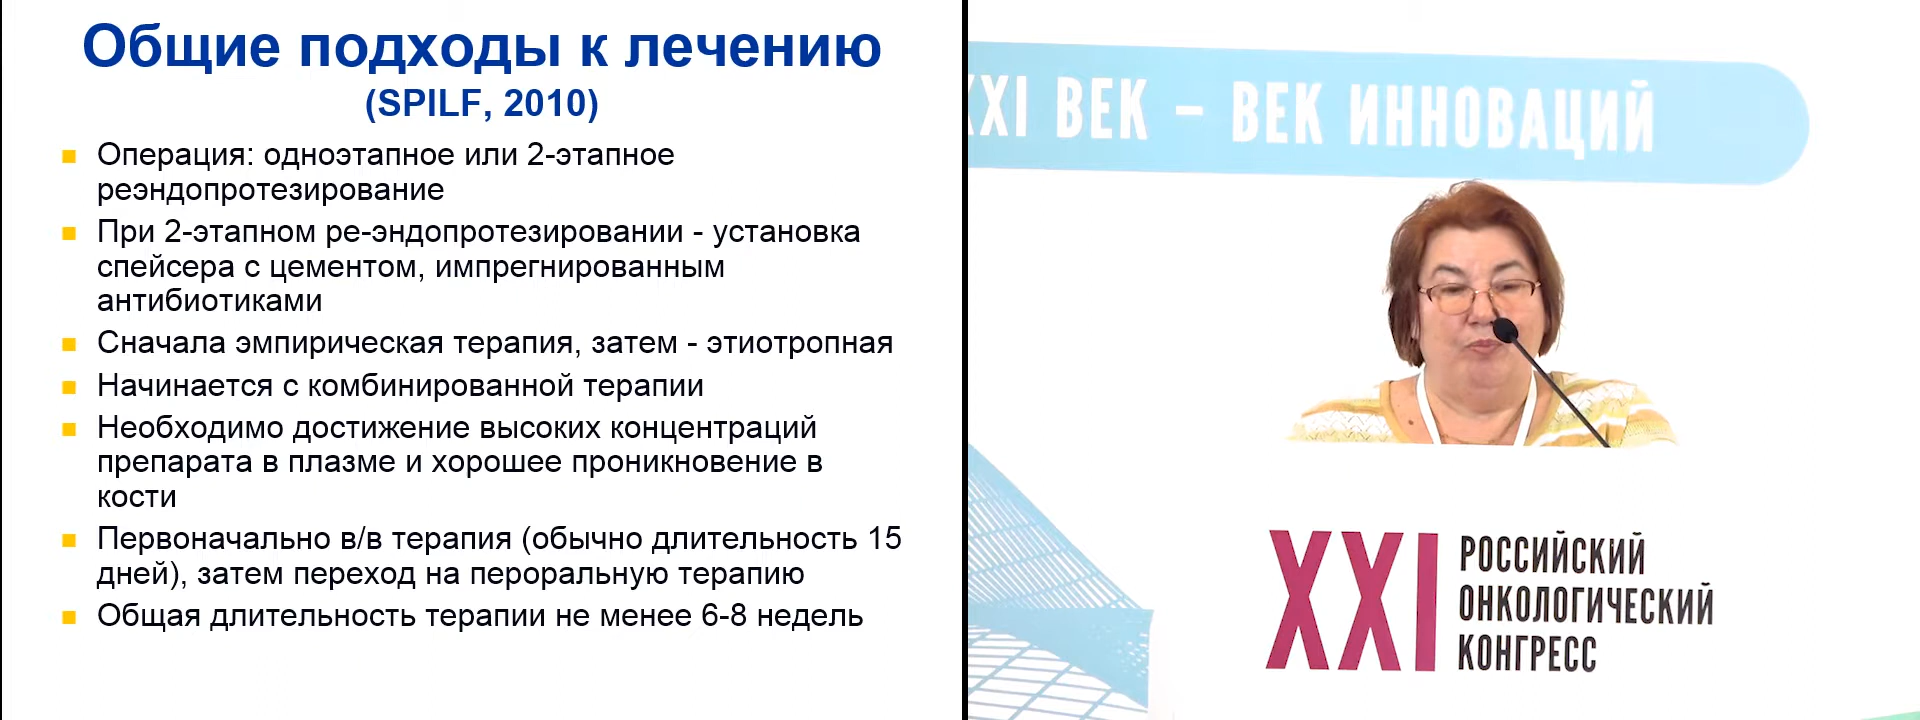 Общие подходы к лечению
(SPILF, 2010)
Операция: одноэтапное или 2-этапное
реэндопротезирование
При 2-этапном ре-эндопротезировании - установка
спейсера с цементом, импрегнированным
антибиотиками
Сначала эмпирическая терапия, затем - этиотропная
Начинается с комбинированной терапии
Необходимо достижение высоких концентраций
препарата в плазме и хорошее проникновение в
кости
Первоначально в/в терапия (обычно длительность 15
дней), затем переход на пероральную терапию
Общая длительность терапии не менее 6-8 недель
XXI ВЕК – ВЕК ИННОВАЦИЙ
XXI
РОССИЙСКИЙ
ОНКОЛОГИЧЕСКИЙ
КОНГРЕСС